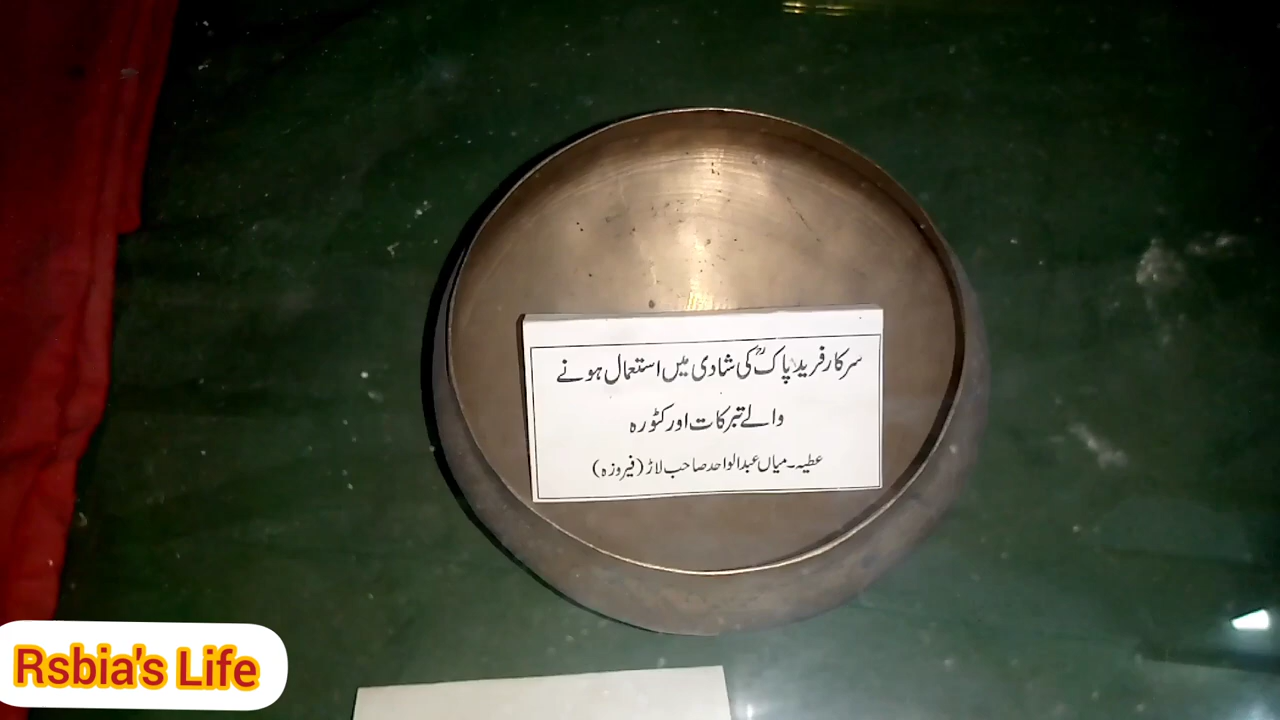 سرکار فرید پاکؒ کی شادی میں استعمال ہونے
والے تبرکات اور کٹورہ
عطیہ۔میاں عبدالواحد صاحب لاڑ (فیروزہ)
Rsbia's Life